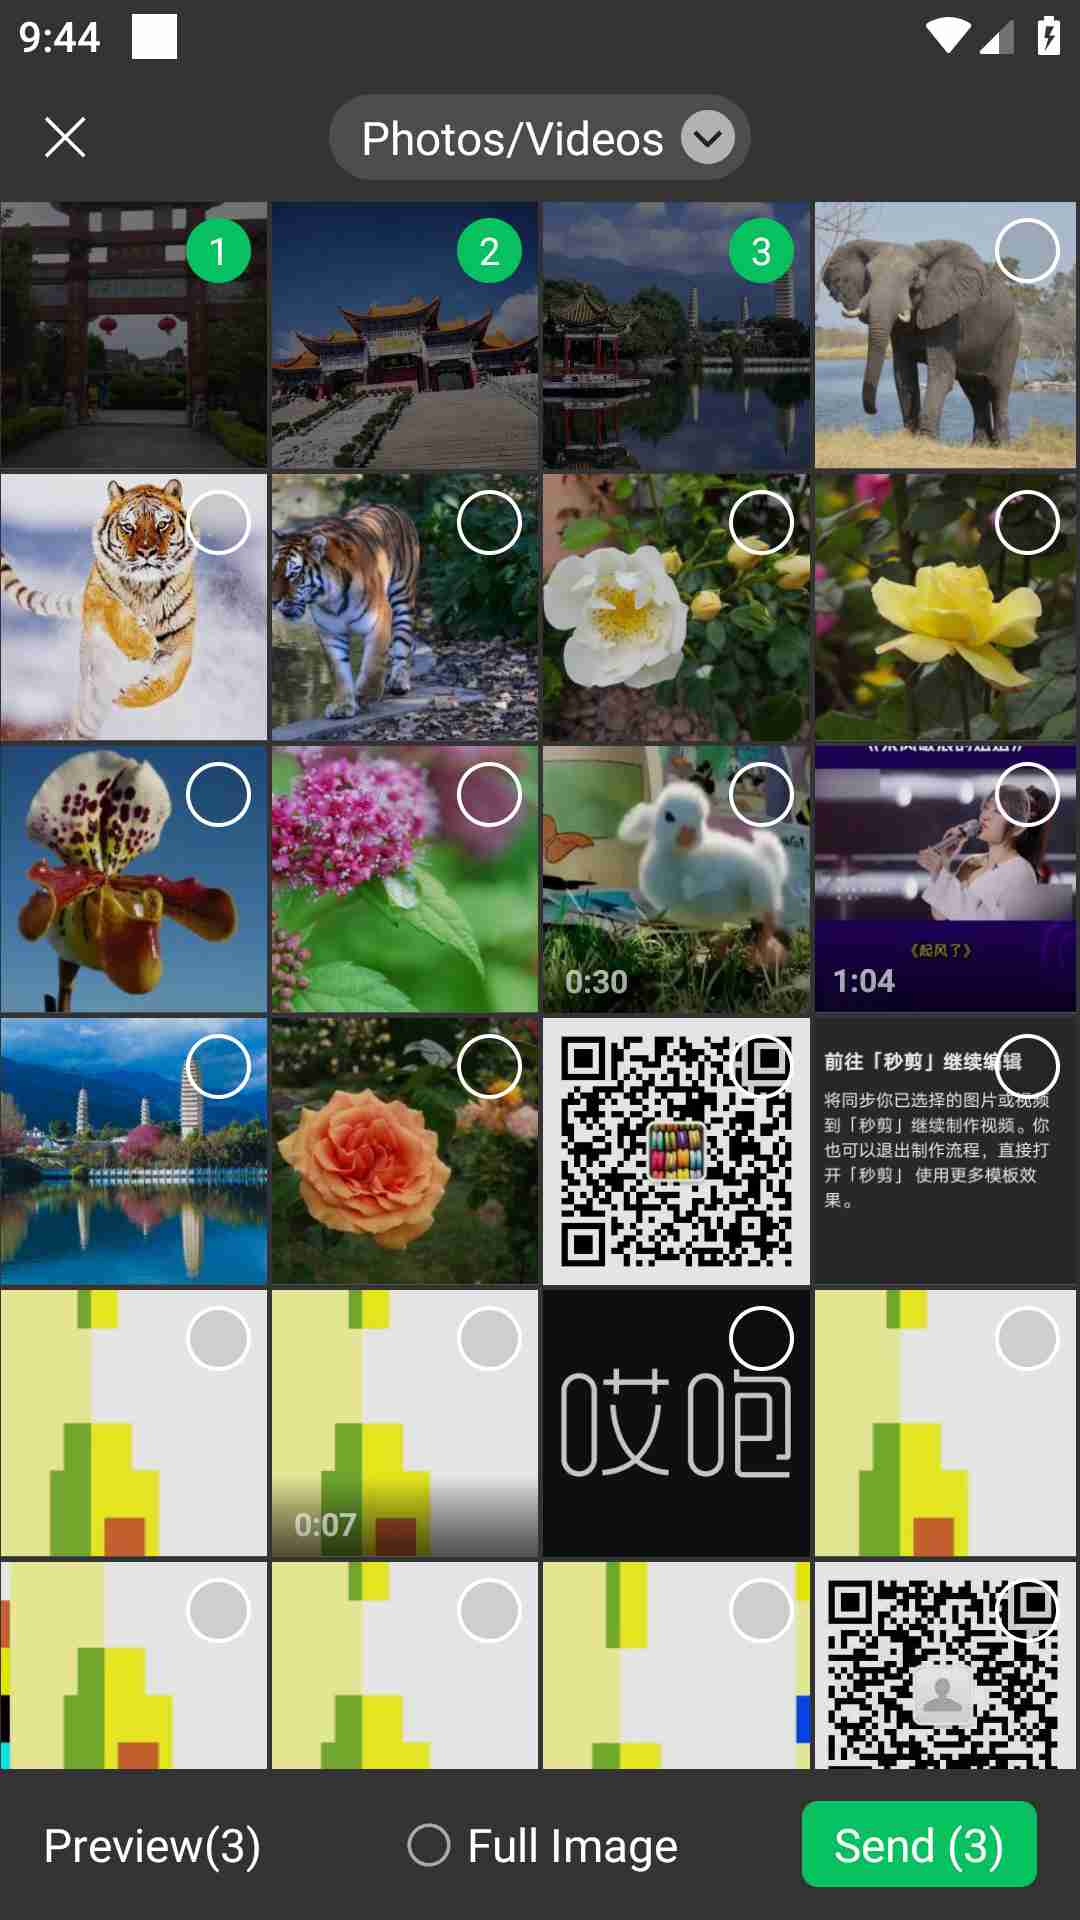 9:44
Photos/Videos
1
2
3
0:30
《起风了》
1:04
前往「秒剪」继续编辑
将同步你已选择的图片或视频
到「秒剪」继续制作视频。你
也可以退出制作流程，直接打
开「秒剪」使用更多模板效
果。
0:07
哎咆
Preview(3)
Full Image
Send (3)